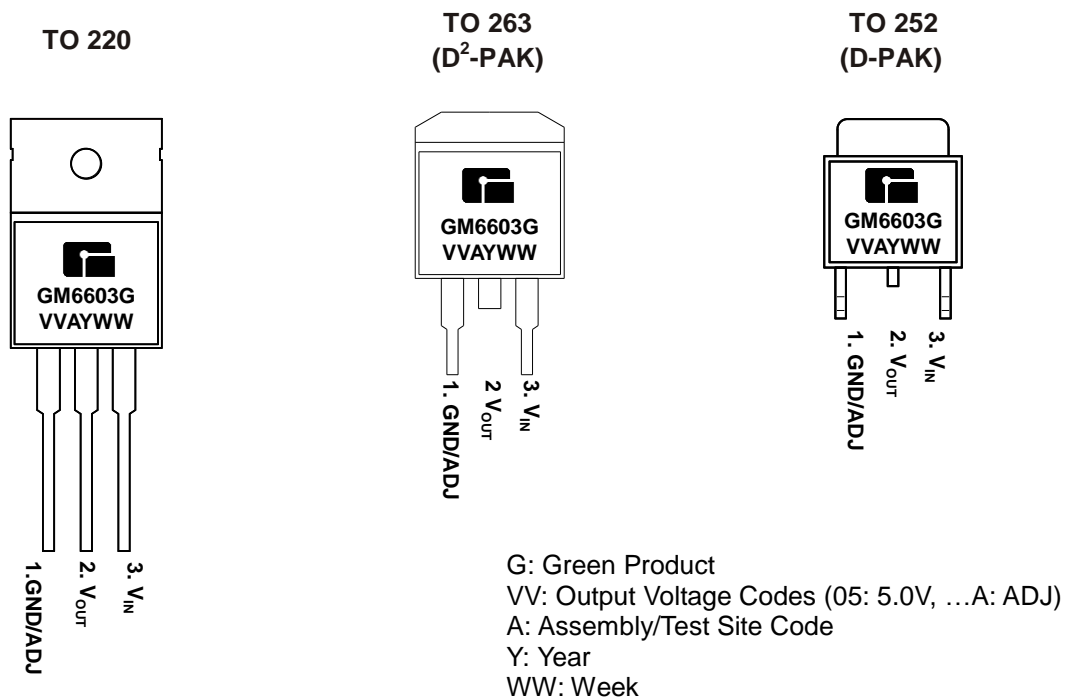 TO 220
GM6603G
VVAYWW
1.GND/ADJ
2. VOUT
3. VIN
TO 263
(D2-PAK)
GM6603G
VVAYWW
1. GND/ADJ
2 VOUT
3. VIN
TO 252
(D-PAK)
GM6603G
VVAYWW
1. GND/ADJ
2. VOUT
3. VIN
G: Green Product
VV: Output Voltage Codes (05: 5.0V, …A: ADJ)
A: Assembly/Test Site Code
Y: Year
WW: Week